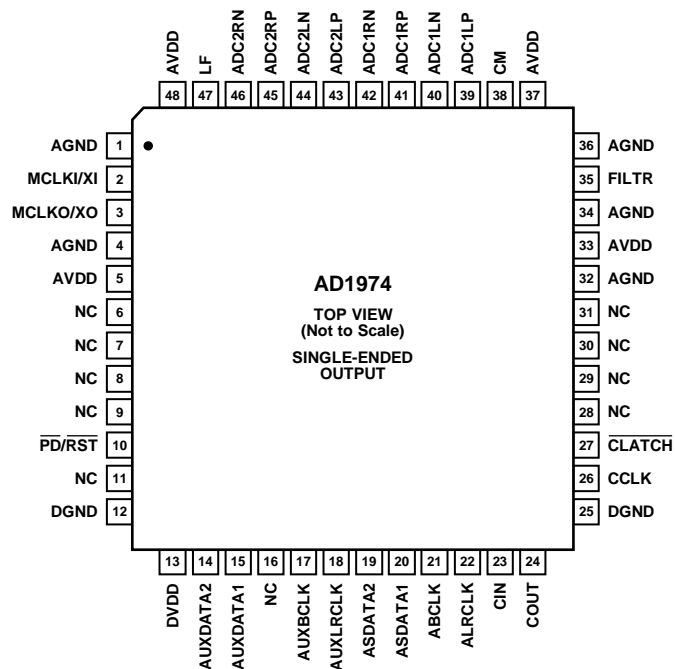 AVDD
LF
ADC2RN
ADC2RP
ADC2LN
ADC2LP
ADC1RN
ADC1RP
ADC1LN
ADC1LP
CM
AVDD
48 47 46 45 44 43 42 41 40 39 38 37
AGND 1
MCLKI/XI 2
MCLKO/XO 3
AGND 4
AVDD 5
NC 6
NC 7
NC 8
NC 9
PD/RST 10
NC 11
DGND 12
AD1974
TOP VIEW
(Not to Scale)
SINGLE-ENDED
OUTPUT
36 AGND
35 FILTR
34 AGND
33 AVDD
32 AGND
31 NC
30 NC
29 NC
28 NC
27 CLATCH
26 CCLK
25 DGND
13 14 15 16 17 18 19 20 21 22 23 24
DVDD
AUXDATA2
AUXDATA1
NC
AUXBCLK
AUXLRCLK
ASDATA2
ASDATA1
ABCLK
ALRCLK
CIN
COUT